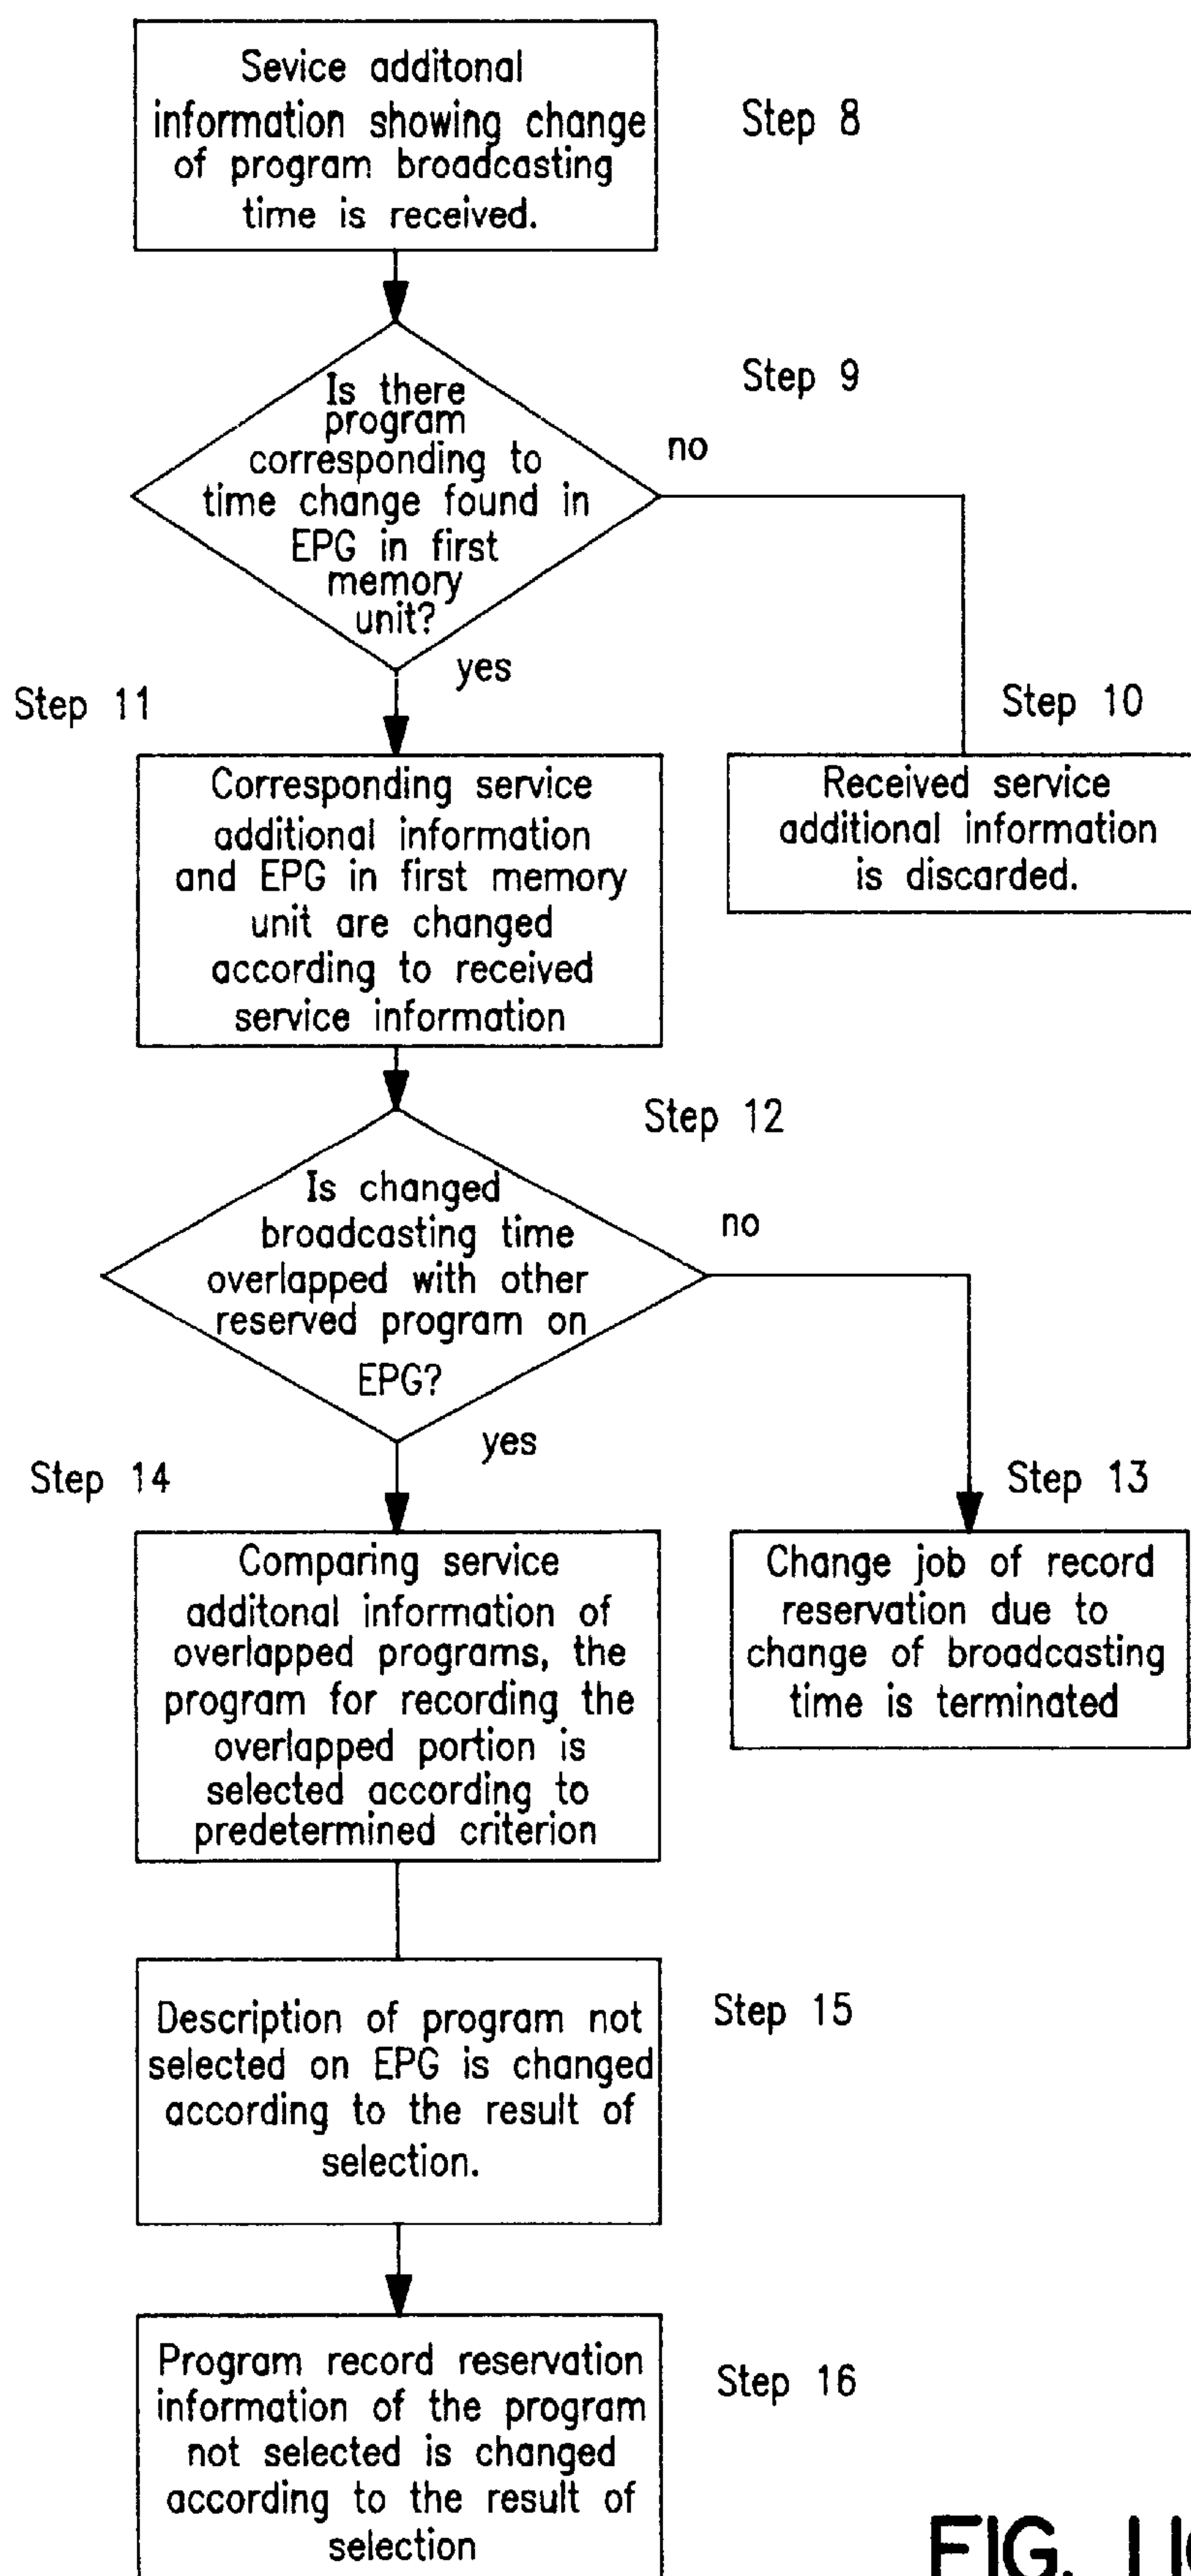 Sevice additonal
information showing change
of program broadcasting
time is received.
Step 8
Step 9
Is there
program
corresponding to
time change found in
EPG in first
memory
unit?
no
yes
Step 11
Step 10
Corresponding service
additional information
and EPG in first memory
unit are changed
according to received
service information
Received service
additional information
is discarded.
Step 12
Is changed
broadcasting time
overlapped with other
reserved program on
EPG?
no
yes
Step 14
Step 13
Comparing service
additonal information of
overlapped programs, the
program for recording the
overlapped portion is
selected according to
predetermined criterion
Change job of record
reservation due to
change of broadcasting
time is terminated
Description of program not
selected on EPG is changed
according to the result of
selection.
Step 15
Program record reservation
information of the program
not selected is changed
according to the result of
selection
Step 16
FIG.